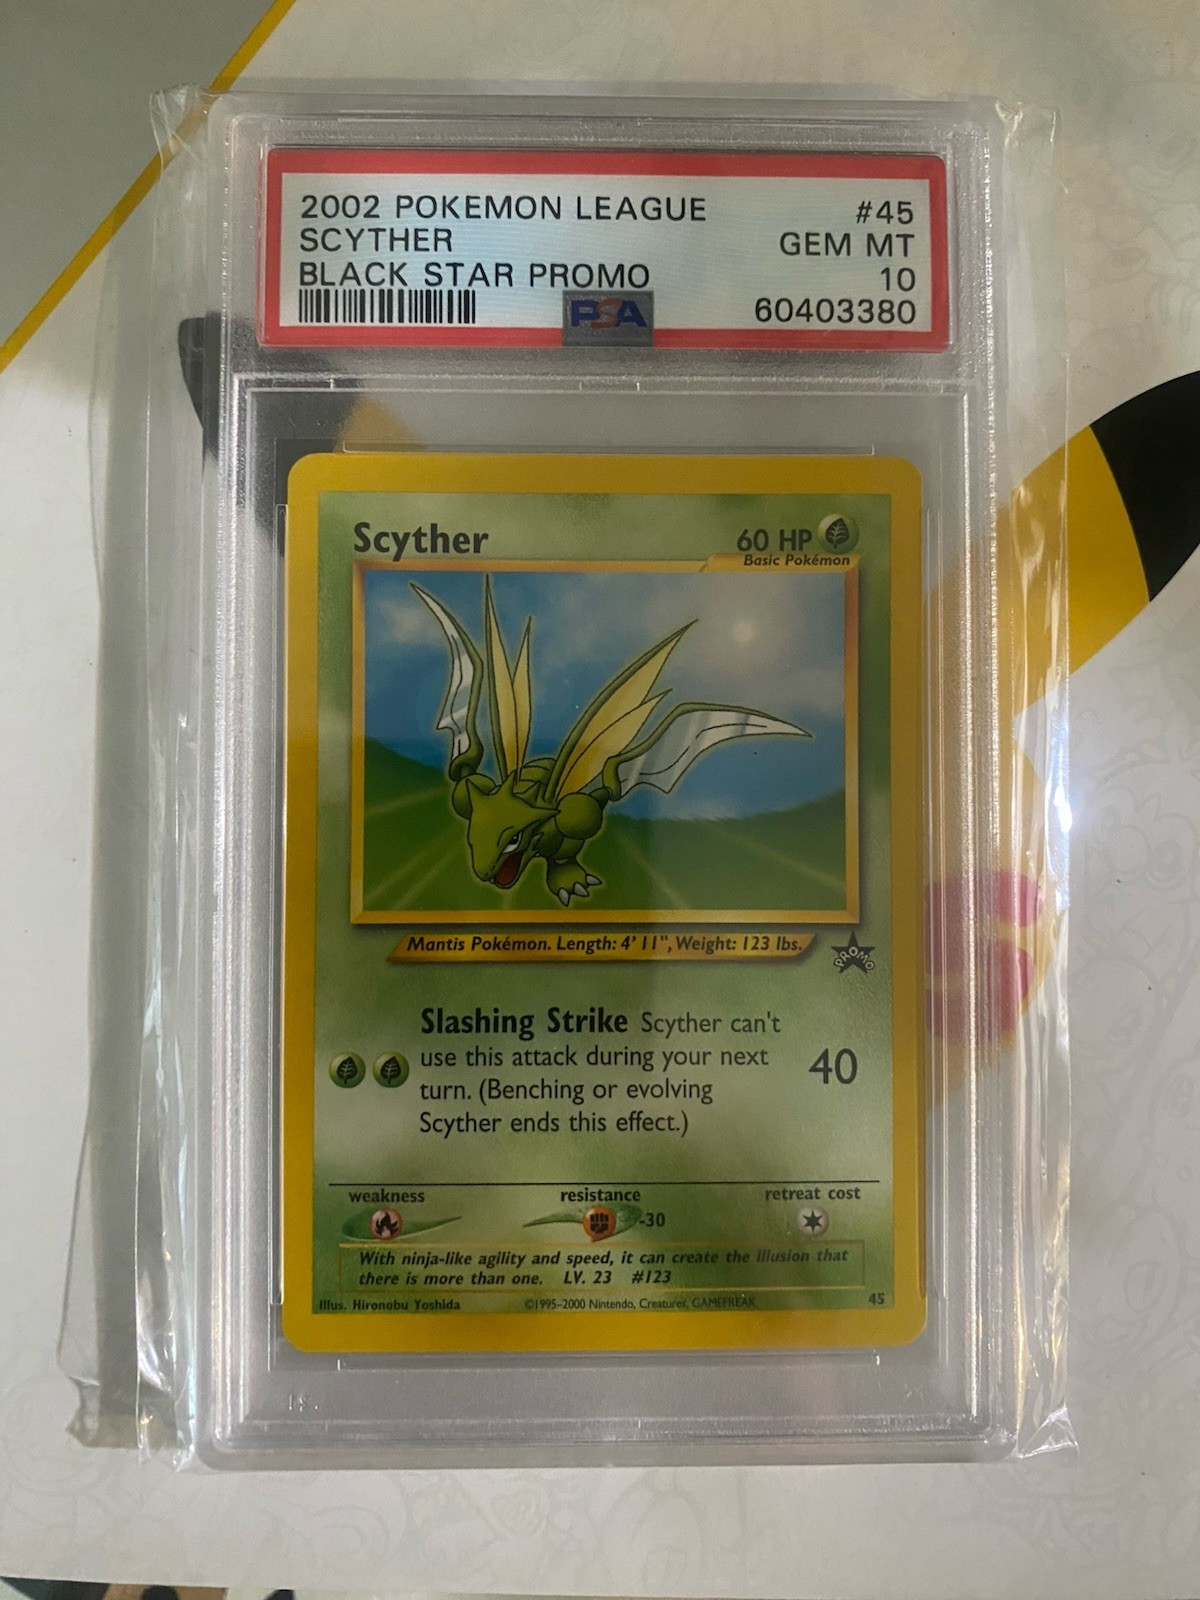 2002 POKEMON LEAGUE #45
SCYTHER GEM MT
BLACK STAR PROMO 10
PSA 60403380
Scyther 60 HP
Basic Pokémon
Mantis Pokémon. Length: 4' 11", Weight: 123 lbs.
PROMO
Slashing Strike Scyther can't
use this attack during your next
turn. (Benching or evolving
Scyther ends this effect.)
40
weakness resistance retreat cost
-30
With ninja-like agility and speed, it can create the illusion that
there is more than one. LV. 23 #123
Illus. Hironobu Yoshida ©1995-2000 Nintendo, Creatures, GAMEFREAK 45